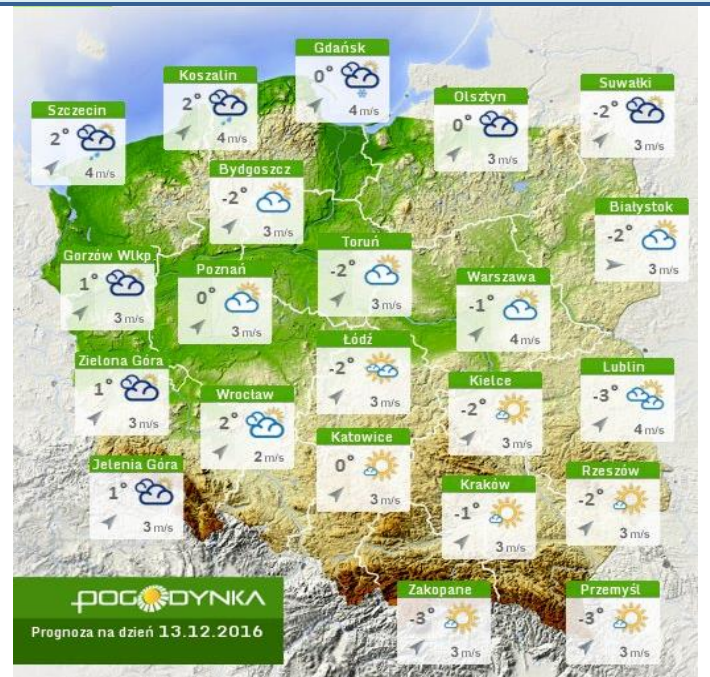 Gdańsk
0°
4 m/s
Koszalin
2°
4 m/s
Suwałki
-2°
3 m/s
Olsztyn
0°
3 m/s
Szczecin
2°
4 m/s
Bydgoszcz
-2°
3 m/s
Białystok
-2°
3 m/s
Toruń
-2°
3 m/s
Gorzów Wlkp
1°
3 m/s
Poznań
0°
3 m/s
Warszawa
-1°
4 m/s
Łódź
-2°
3 m/s
Zielona Góra
1°
3 m/s
Lublin
-3°
4 m/s
Kielce
-2°
3 m/s
Wrocław
2°
2 m/s
Katowice
0°
3 m/s
Jelenia Góra
1°
3 m/s
Rzeszów
-2°
3 m/s
Kraków
-1°
3 m/s
Zakopane
-3°
3 m/s
Przemyśl
-3°
3 m/s
POGODYNKA
Prognoza na dzień 13.12.2016